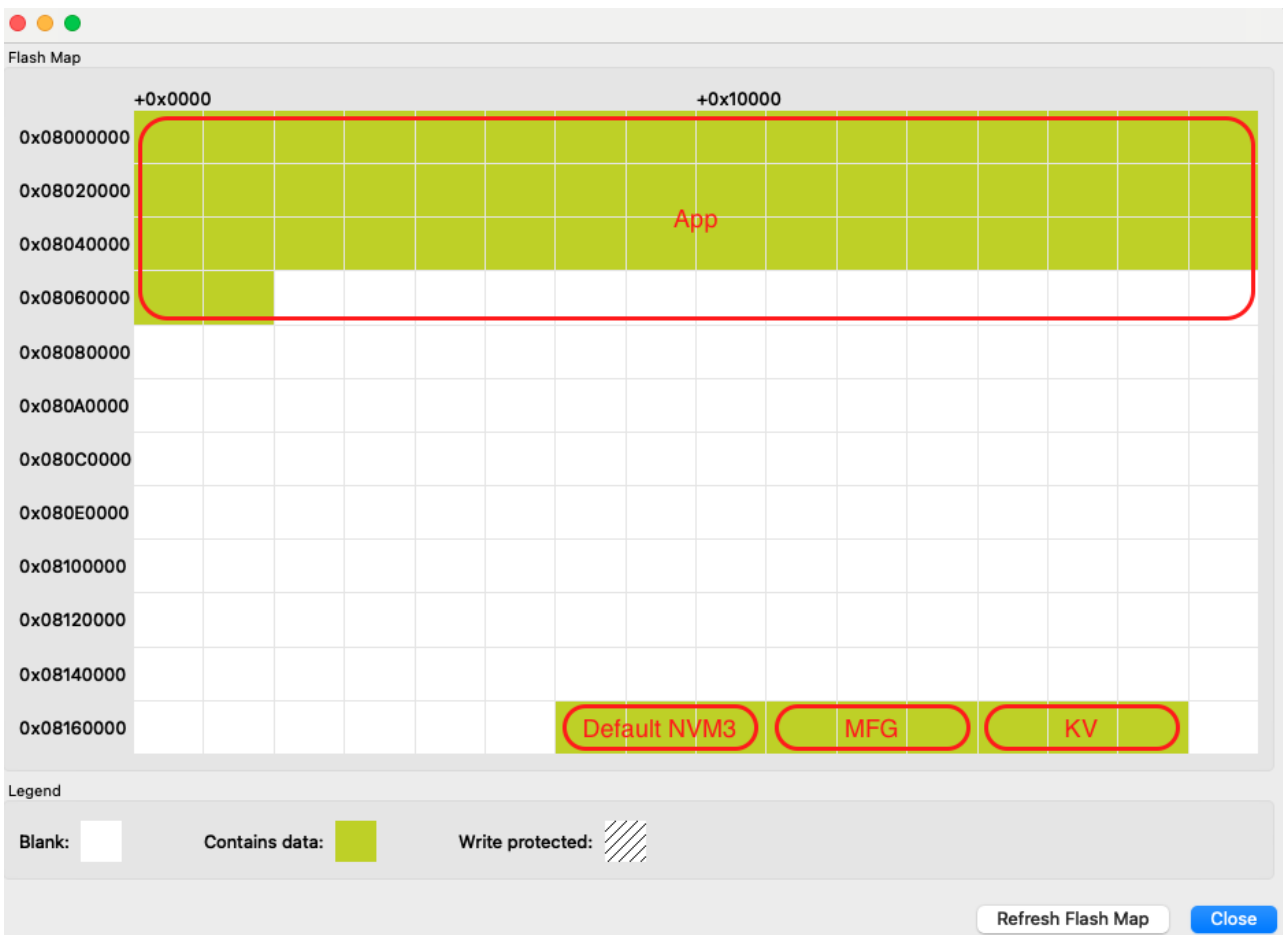 Flash Map
+0x0000 +0x10000
0x08000000
0x08020000
App
0x08040000
0x08060000
0x08080000
0x080A0000
0x080C0000
0x080E0000
0x08100000
0x08120000
0x08140000
0x08160000 Default NVM3 MFG KV
Legend
Blank: Contains data: Write protected:
Refresh Flash Map Close